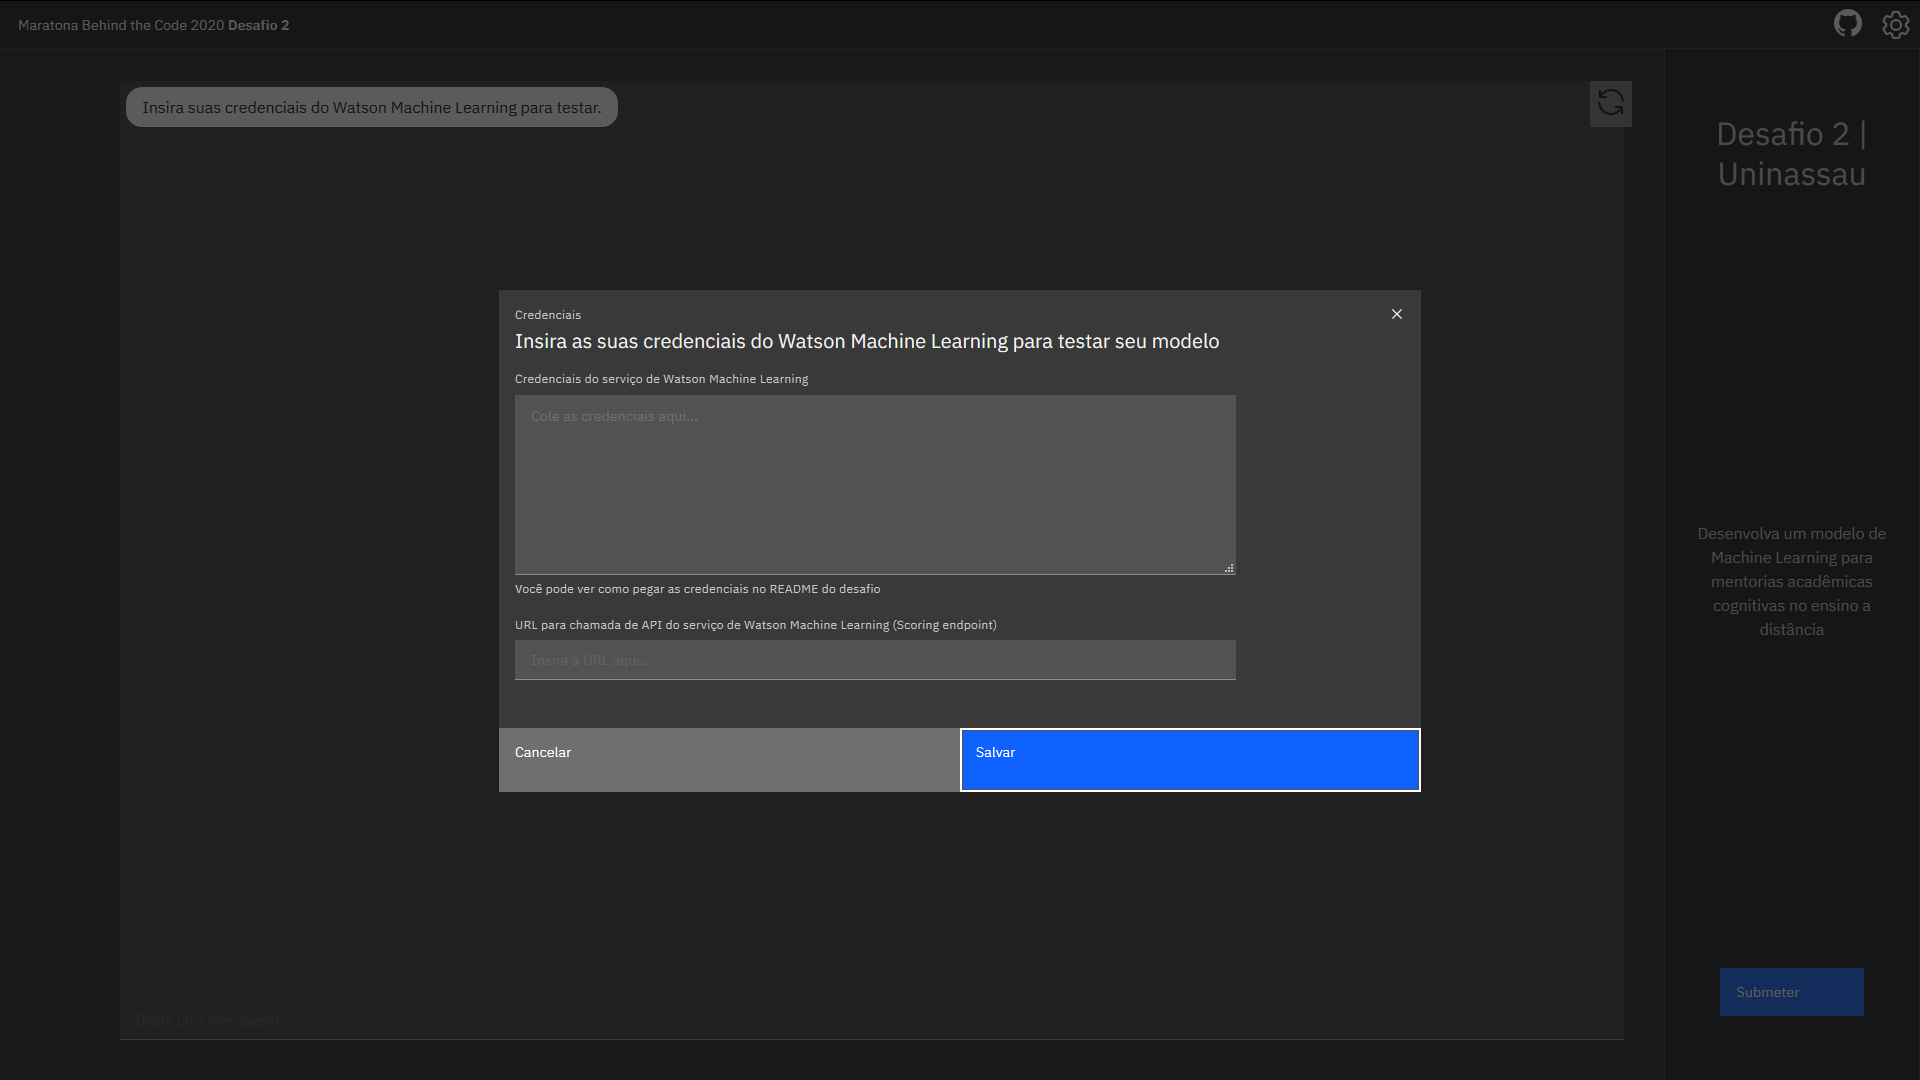 Maratona Behind the Code 2020 Desafio 2
Insira suas credenciais do Watson Machine Learning para testar.
Desafio 2 |
Uninassau
Credenciais
Insira as suas credenciais do Watson Machine Learning para testar seu modelo
Credenciais do serviço de Watson Machine Learning
Cole as credenciais aqui...
Você pode ver como pegar as credenciais no README do desafio
URL para chamada de API do serviço de Watson Machine Learning (Scoring endpoint)
Insira a URL aqui...
Cancelar
Salvar
Desenvolva um modelo de
Machine Learning para
mentorias acadêmicas
cognitivas no ensino a
distância
Submeter
Digite uma mensagem...